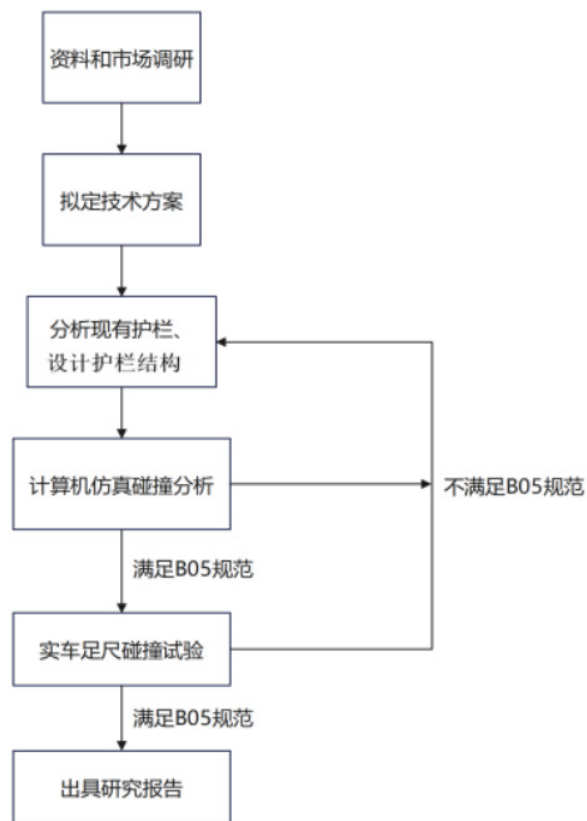 资料和市场调研
拟定技术方案
分析现有护栏、
设计护栏结构
计算机仿真碰撞分析
不满足B05规范
满足B05规范
实车足尺碰撞试验
满足B05规范
出具研究报告